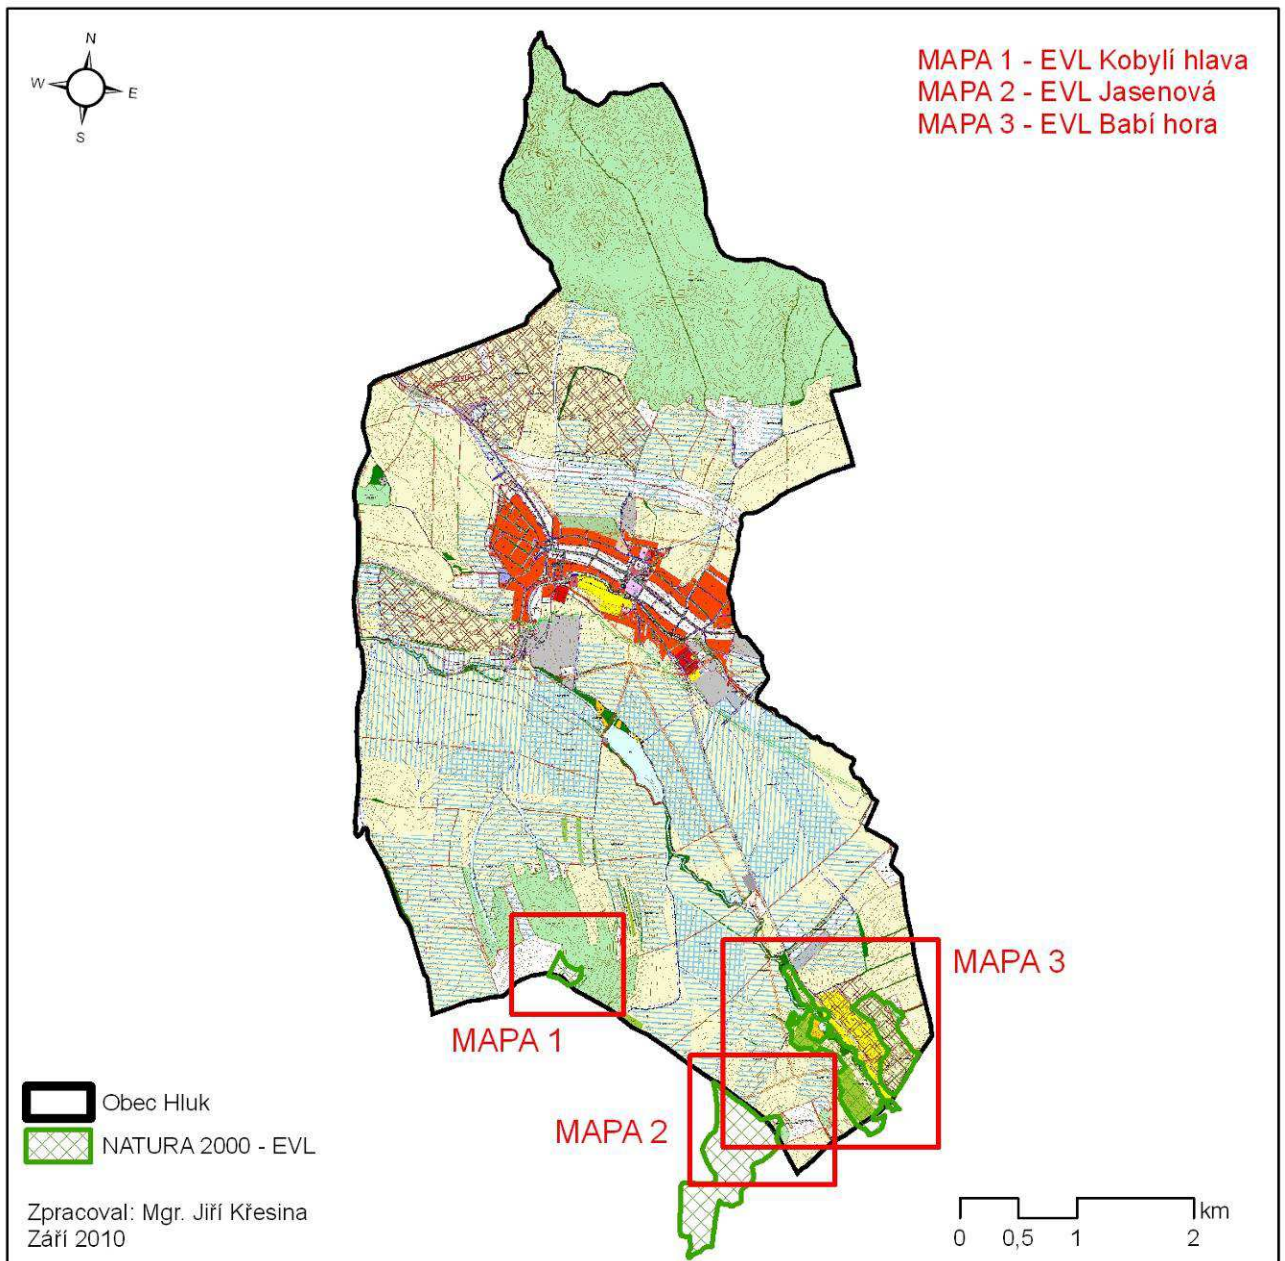 N
W
E
S
MAPA 1 - EVL Kobylí hlava
MAPA 2 - EVL Jasenová
MAPA 3 - EVL Babí hora
MAPA 3
MAPA 1
MAPA 2
Obec Hluk
NATURA 2000 - EVL
Zpracoval: Mgr. Jiří Křesina
Září 2010
km
0 0,5 1 2